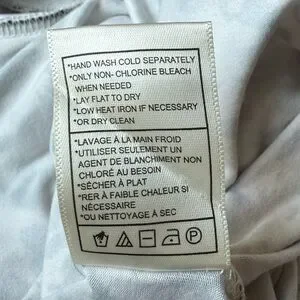 *HAND WASH COLD SEPARATELY
*ONLY NON- CHLORINE BLEACH
WHEN NEEDED
*LAY FLAT TO DRY
*LOW HEAT IRON IF NECESSARY
*OR DRY CLEAN
*LAVAGE À LA MAIN FROID
*UTILISER SEULEMENT UN
AGENT DE BLANCHIMENT NON
CHLORÉ AU BESOIN
*SÉCHER À PLAT
*RER À FAIBLE CHALEUR SI
NÉCESSAIRE
*OU NETTOYAGE À SEC